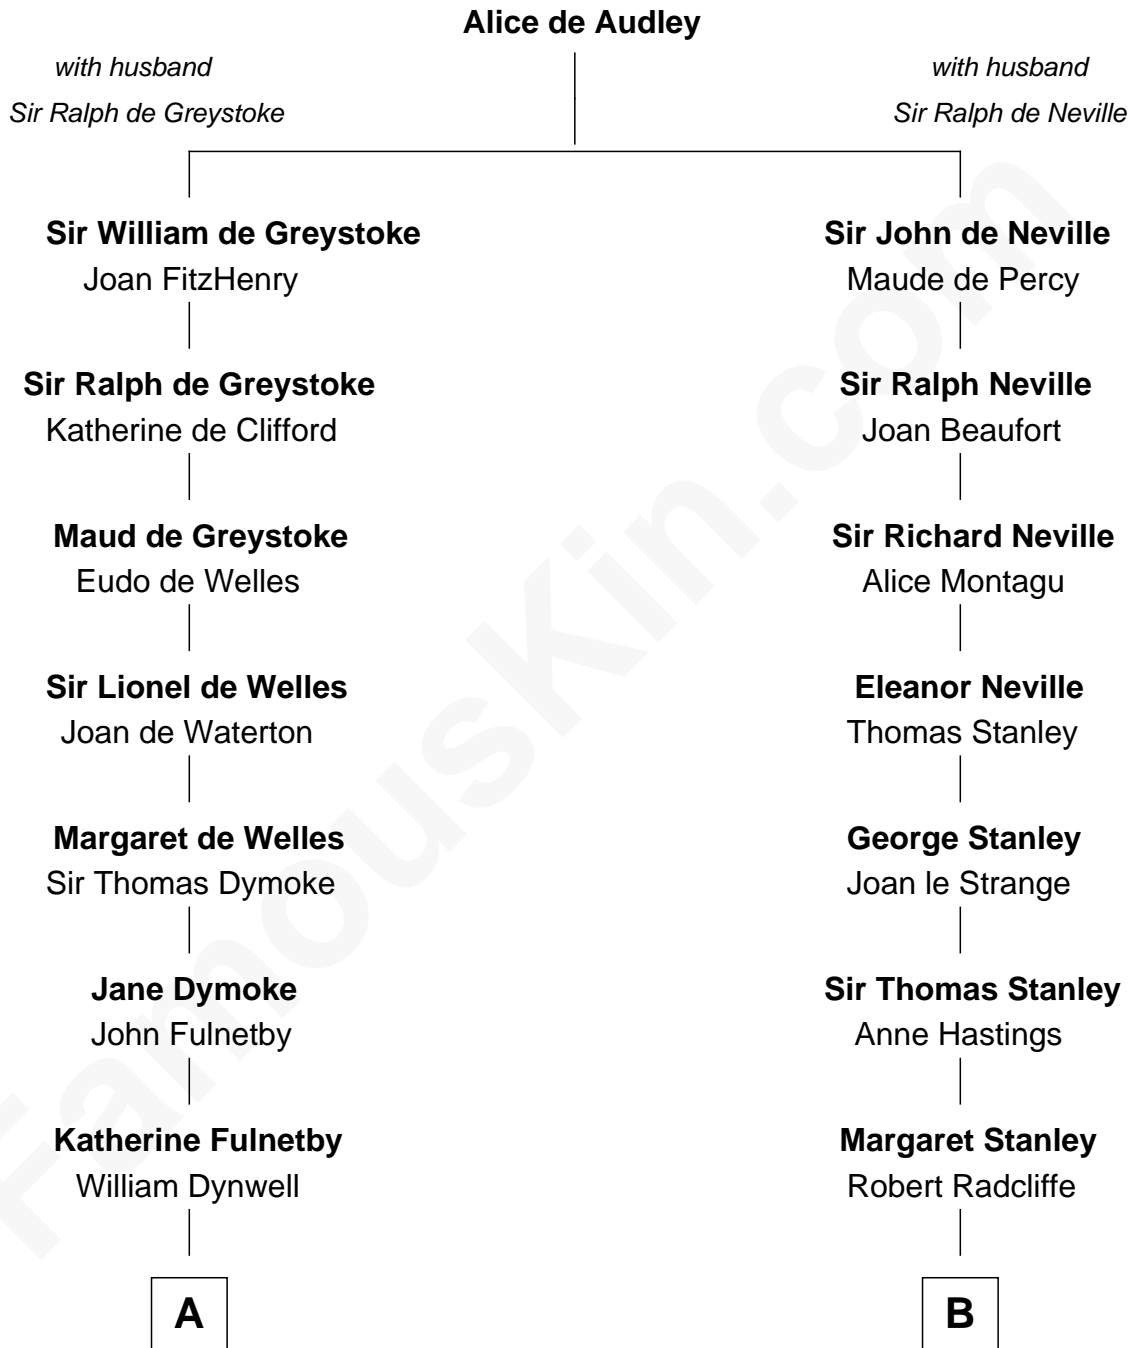 Alice de Audley
with husband
Sir Ralph de Greystoke
with husband
Sir Ralph de Neville
Sir William de Greystoke
Joan FitzHenry
Sir John de Neville
Maude de Percy
Sir Ralph de Greystoke
Katherine de Clifford
Sir Ralph Neville
Joan Beaufort
Maud de Greystoke
Eudo de Welles
Sir Richard Neville
Alice Montagu
Sir Lionel de Welles
Joan de Waterton
Eleanor Neville
Thomas Stanley
Margaret de Welles
Sir Thomas Dymoke
George Stanley
Joan le Strange
Jane Dymoke
John Fulnetby
Sir Thomas Stanley
Anne Hastings
Katherine Fulnetby
William Dynwell
Margaret Stanley
Robert Radcliffe
A
B
FamousKin.com